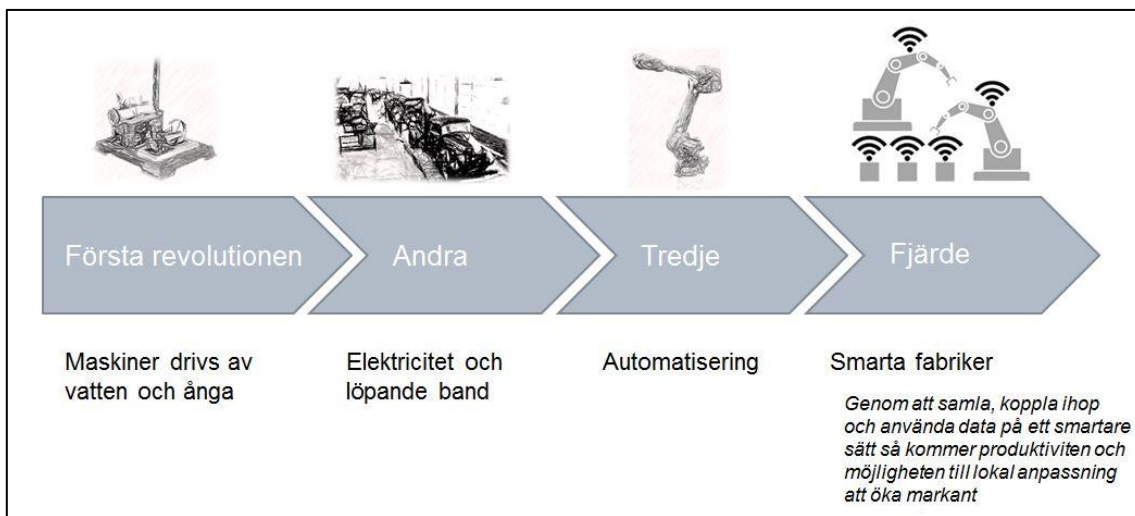 Första revolutionen
Andra
Tredje
Fjärde
Maskiner drivs av
vatten och ånga
Elektricitet och
löpande band
Automatisering
Smarta fabriker
Genom att samla, koppla ihop
och använda data på ett smartare
sätt så kommer produktiviten och
möjligheten till lokal anpassning
att öka markant